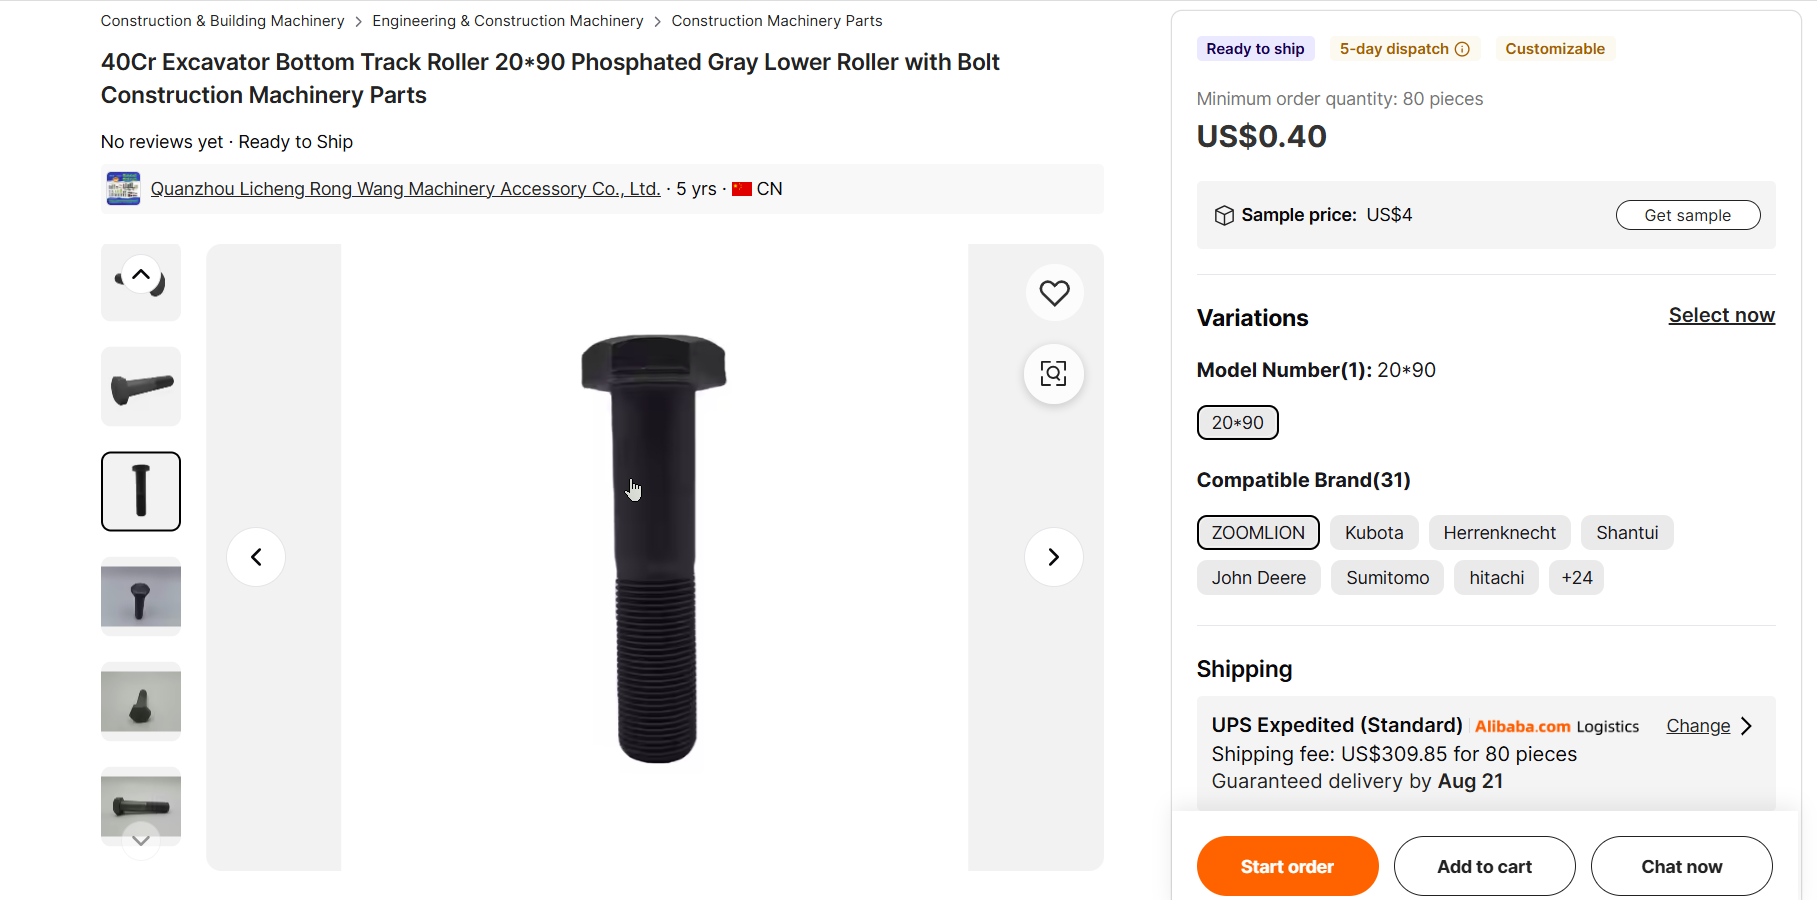 Construction & Building Machinery > Engineering & Construction Machinery > Construction Machinery Parts
40Cr Excavator Bottom Track Roller 20*90 Phosphated Gray Lower Roller with Bolt
Construction Machinery Parts
No reviews yet · Ready to Ship
Quanzhou Licheng Rong Wang Machinery Accessory Co., Ltd. · 5 yrs · CN
Ready to ship
5-day dispatch
Customizable
Minimum order quantity: 80 pieces
US$0.40
Sample price: US$4
Get sample
Variations
Select now
Model Number(1): 20*90
20*90
Compatible Brand(31)
ZOOMLION
Kubota
Herrenknecht
Shantui
John Deere
Sumitomo
hitachi
+24
Shipping
UPS Expedited (Standard)
Alibaba.com Logistics
Change
Shipping fee: US$309.85 for 80 pieces
Guaranteed delivery by Aug 21
Start order
Add to cart
Chat now